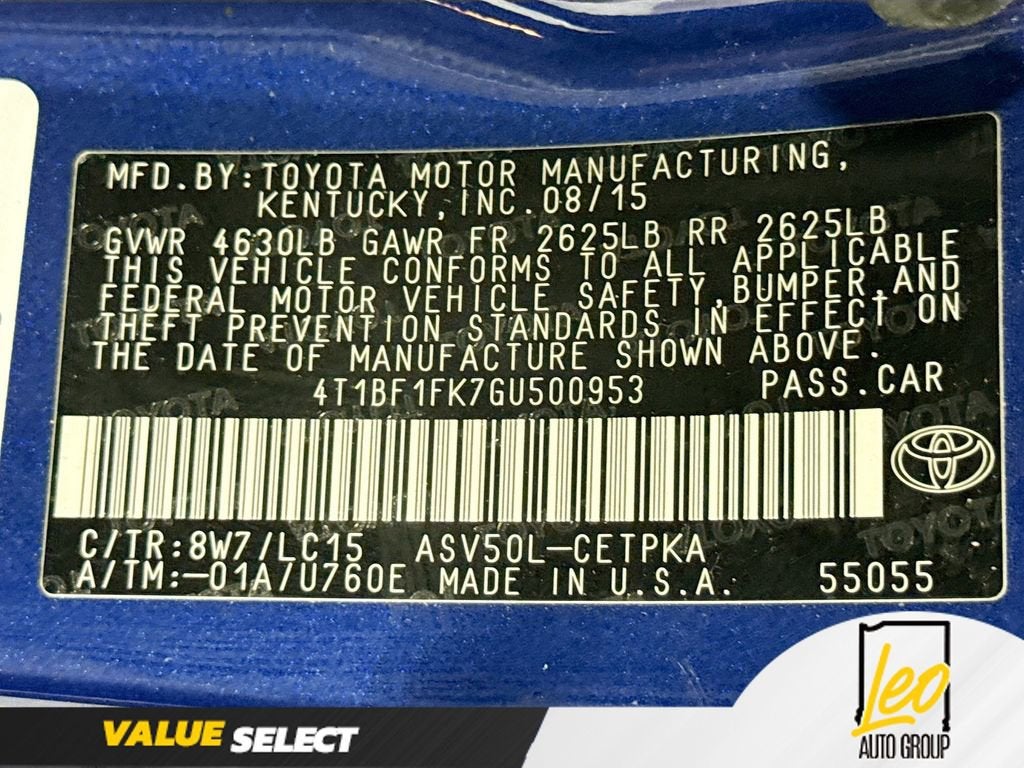 MFD.BY:TOYOTA MOTOR MANUFACTURING,
KENTUCKY,INC.08/15
GVWR 4630LB GAWR FR 2625LB RR 2625LB
THIS VEHICLE CONFORMS TO ALL APPLICABLE
FEDERAL MOTOR VEHICLE SAFETY,BUMPER,AND
THEFT PREVENTION STANDARDS IN EFFECT ON
THE DATE OF MANUFACTURE SHOWN ABOVE.
4T1BF1FK7GU500953 PASS.CAR
C/TR:8W7/LC15 ASV50L-CETPKA
A/TM:-01A/U760E MADE IN U.S.A. 55055
Leo
AUTO GROUP
VALUE SELECT